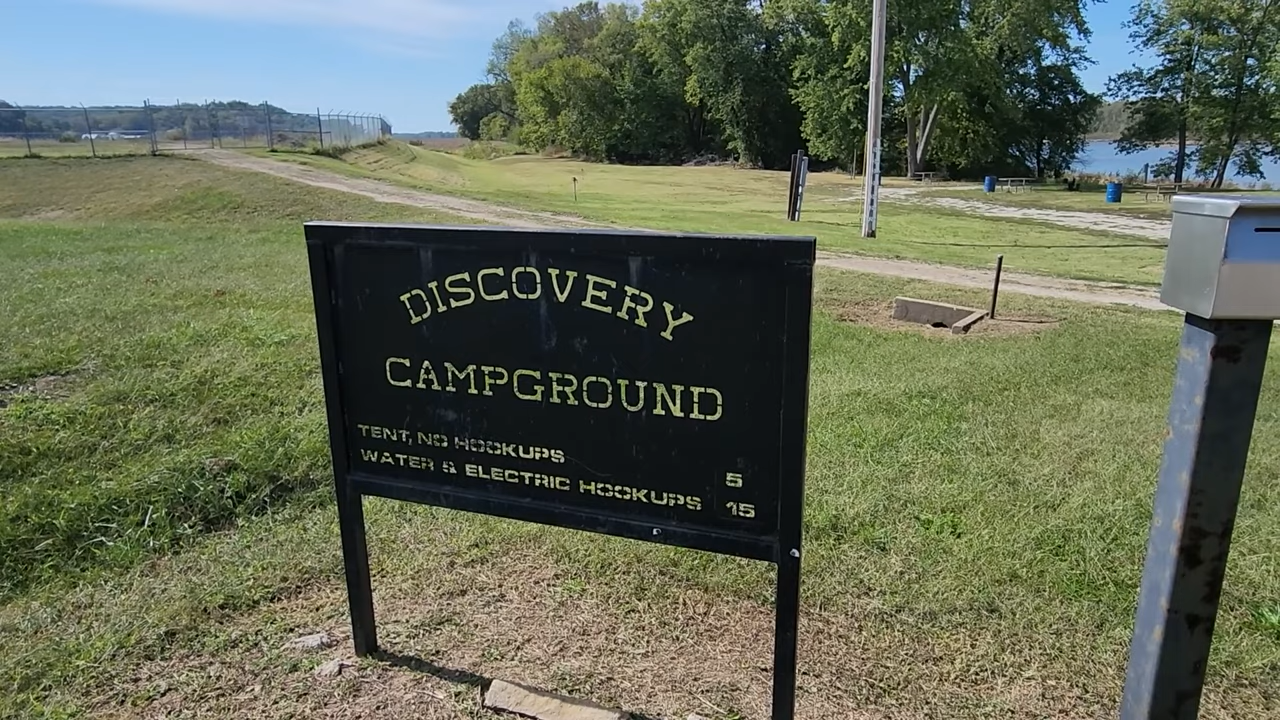 DISCOVERY
CAMPGROUND
TENT, NO HOOKUPS 5
WATER & ELECTRIC HOOKUPS 15